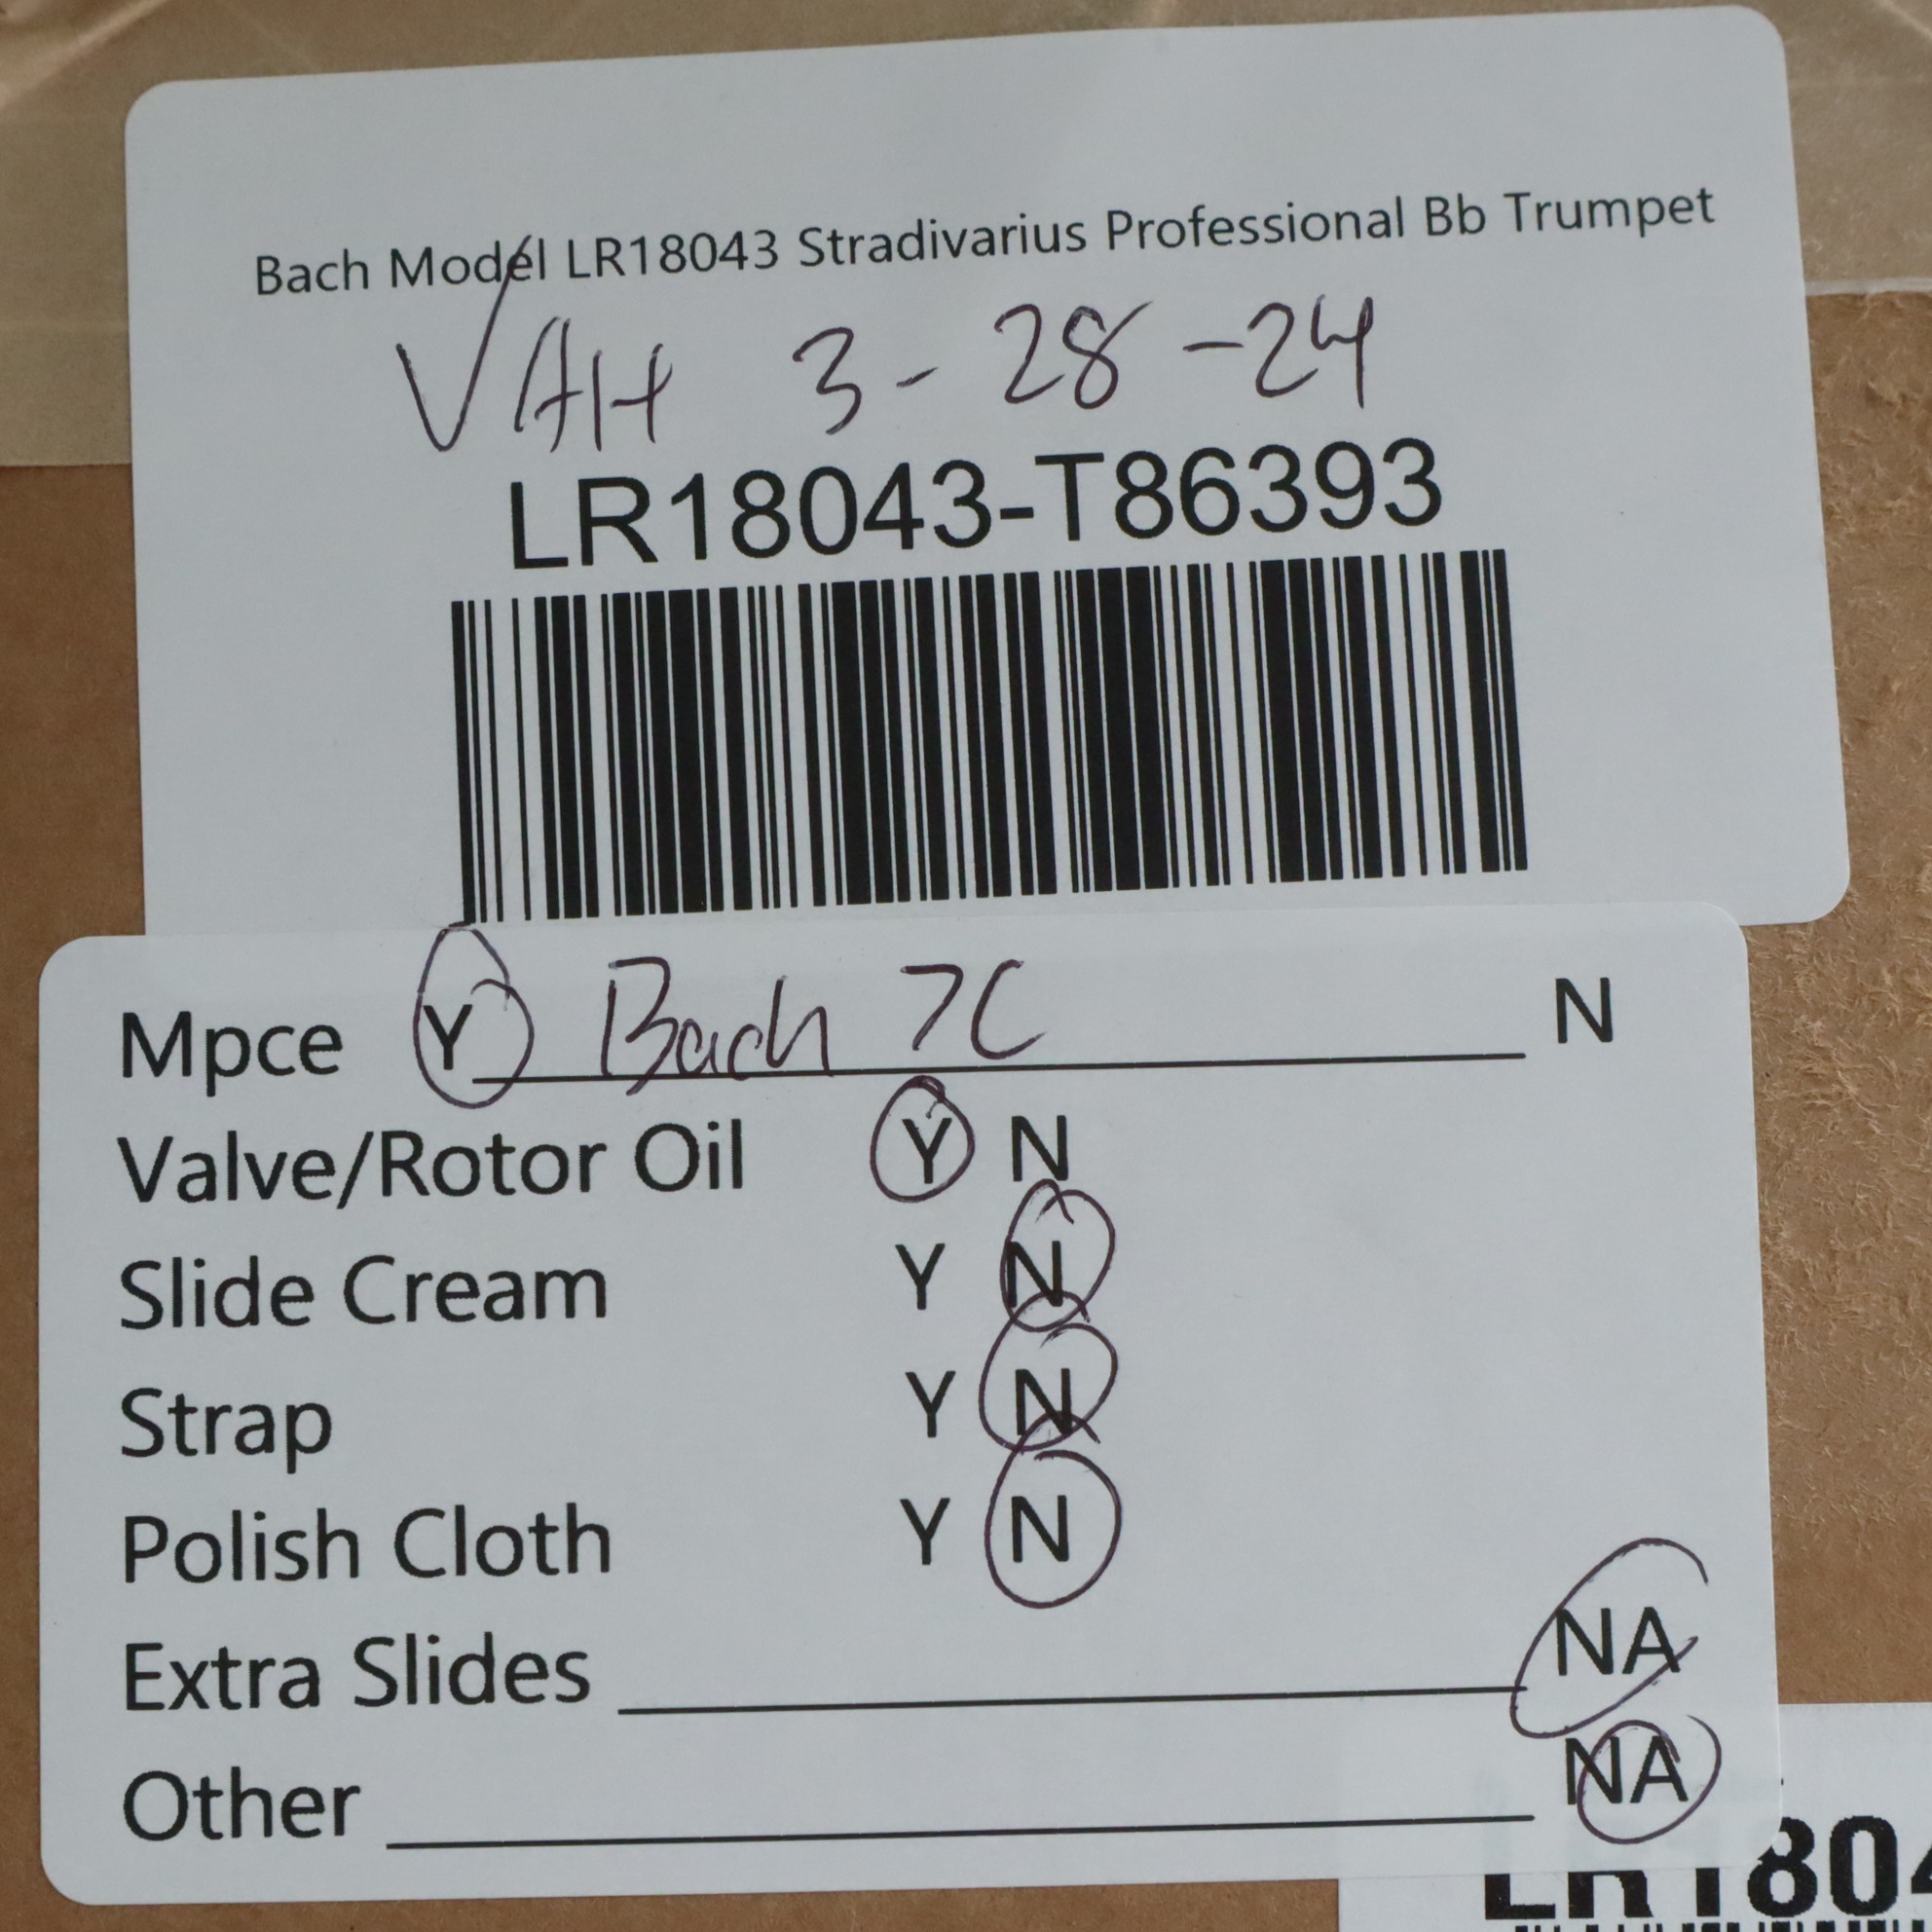 Bach Model LR18043 Stradivarius Professional Bb Trumpet
✓ AH 3-28-24
LR18043-T86393
Mpce Y Bach 7C N
Valve/Rotor Oil Y N
Slide Cream Y N
Strap Y N
Polish Cloth Y N
Extra Slides NA
Other NA
LR1804